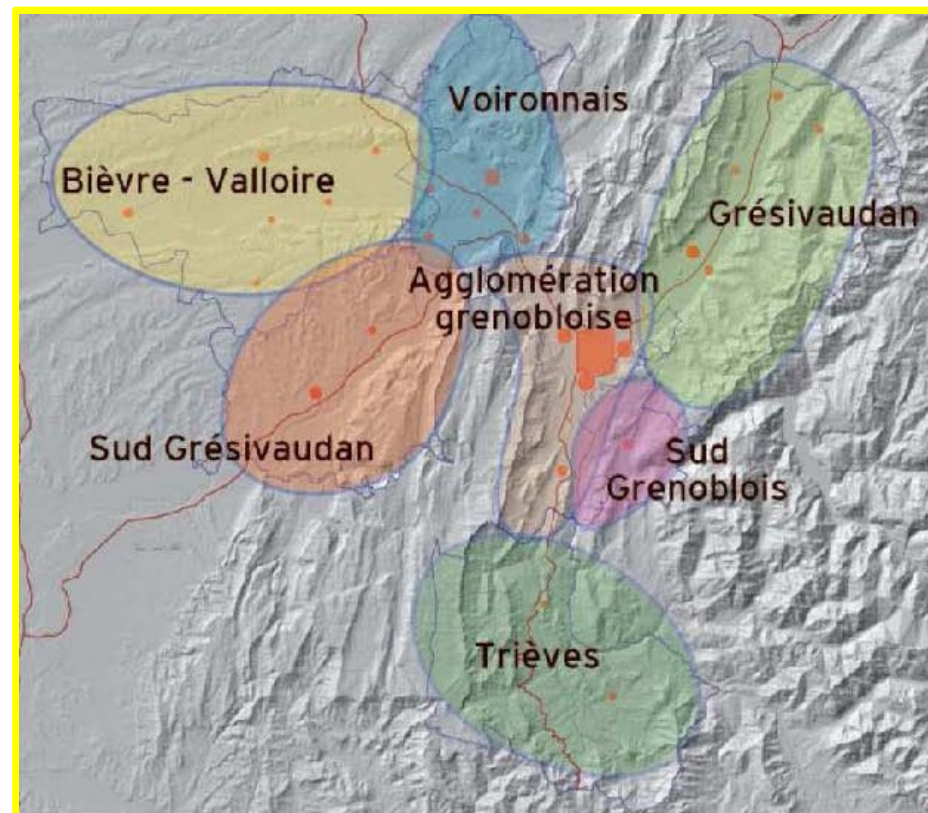 Voironnais
Bièvre - Valloire
Grésivaudan
Agglomération
grenobloise
Sud Grésivaudan
Sud
Grenoblois
Trièves